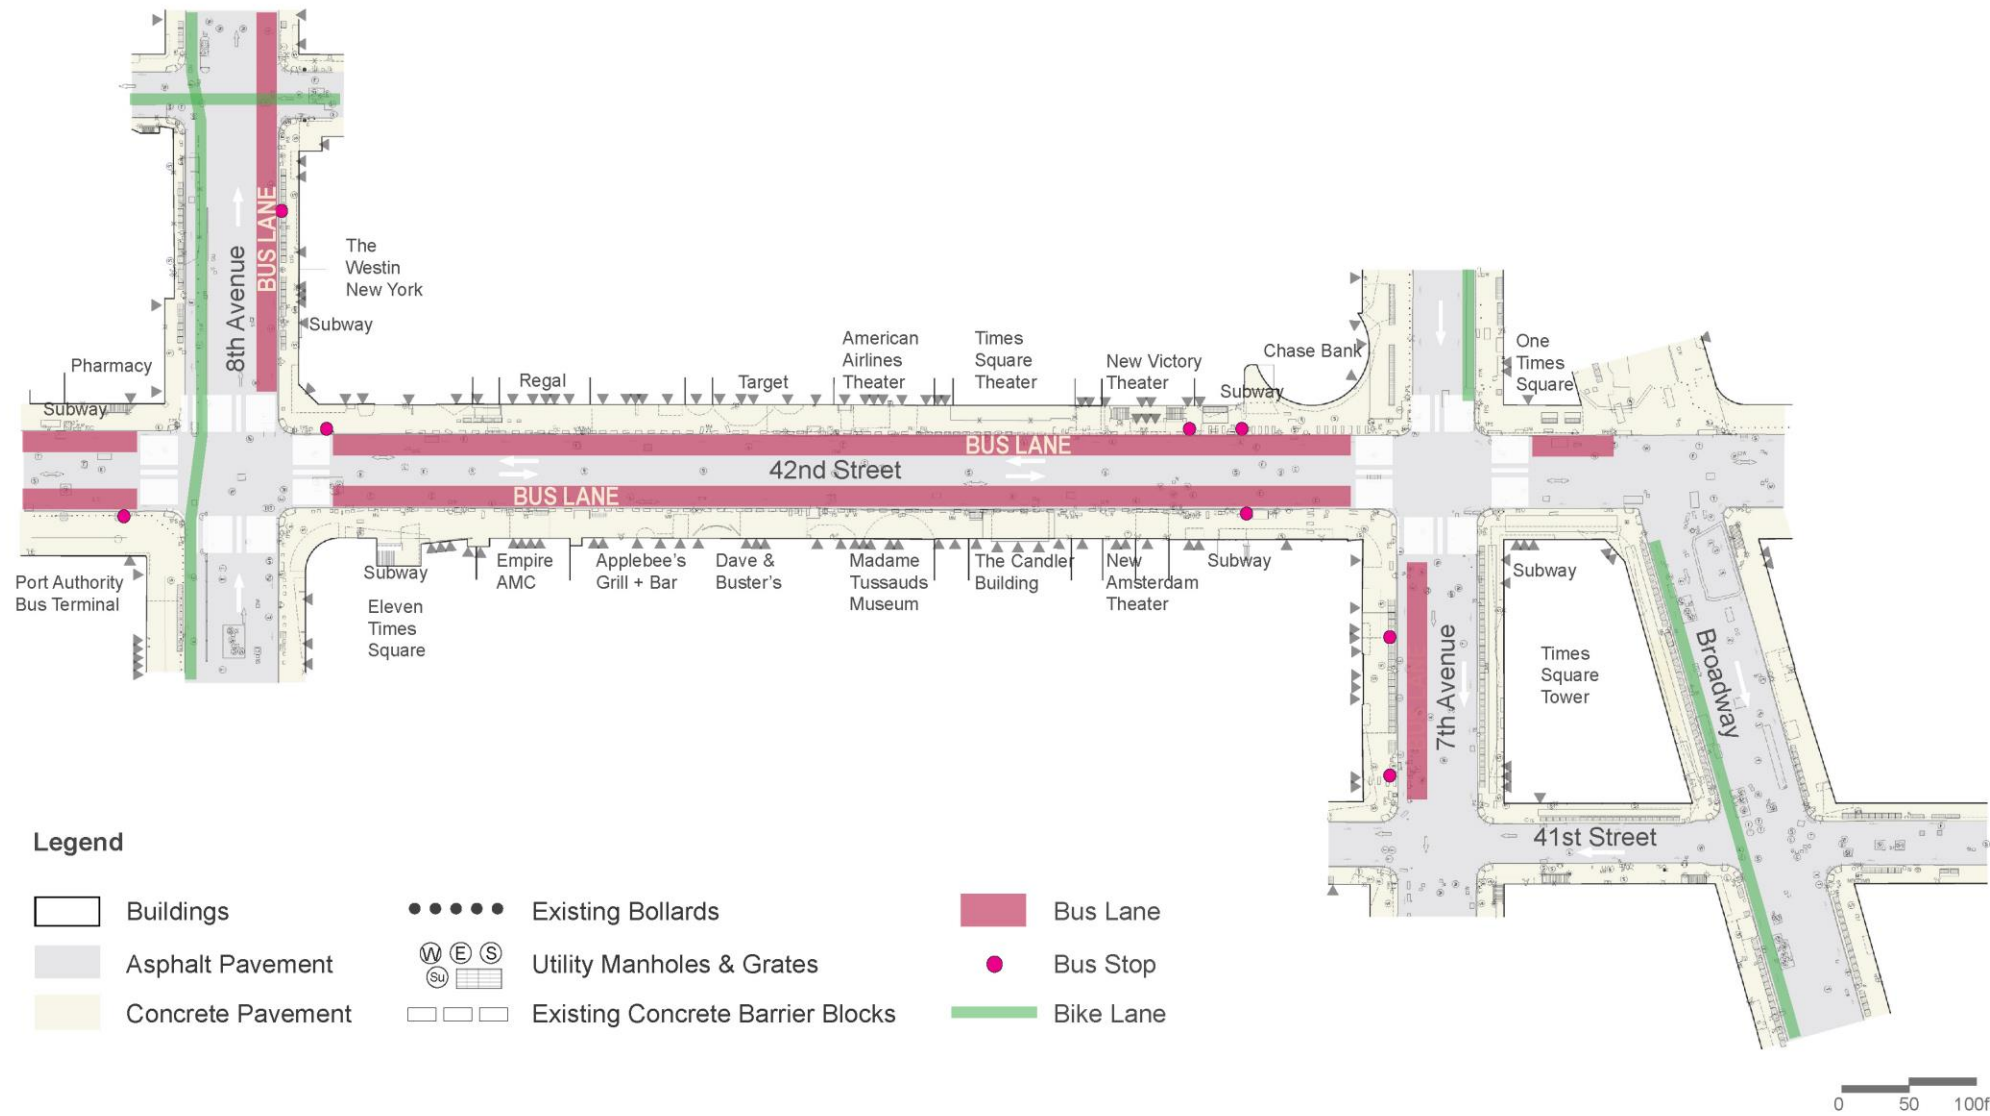 The
Westin
New York
BUS LANE
8th Avenue
Subway
Pharmacy
Subway
Regal
Target
American
Airlines
Theater
Times
Square
Theater
New Victory
Theater
Subway
Chase Bank
One
Times
Square
BUS LANE
42nd Street
BUS LANE
Port Authority
Bus Terminal
Subway
Eleven
Times
Square
Empire
AMC
Applebee's
Grill + Bar
Dave &
Buster's
Madame
Tussauds
Museum
The Candler
Building
New
Amsterdam
Theater
Subway
Subway
7th Avenue
Times
Square
Tower
Broadway
41st Street
Legend
Buildings
Asphalt Pavement
Concrete Pavement
Existing Bollards
W E S
Su
Utility Manholes & Grates
Existing Concrete Barrier Blocks
Bus Lane
Bus Stop
Bike Lane
0 50 100f